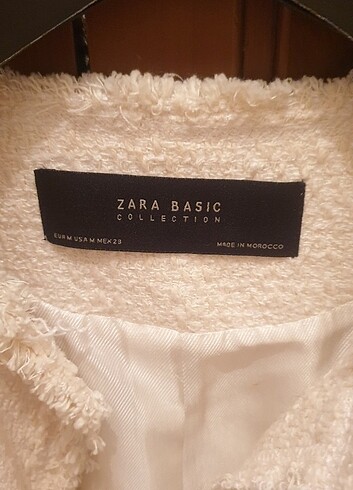 ZARA BASIC
COLLECTION
EUR M USA M MEX 28
MADE IN MOROCCO